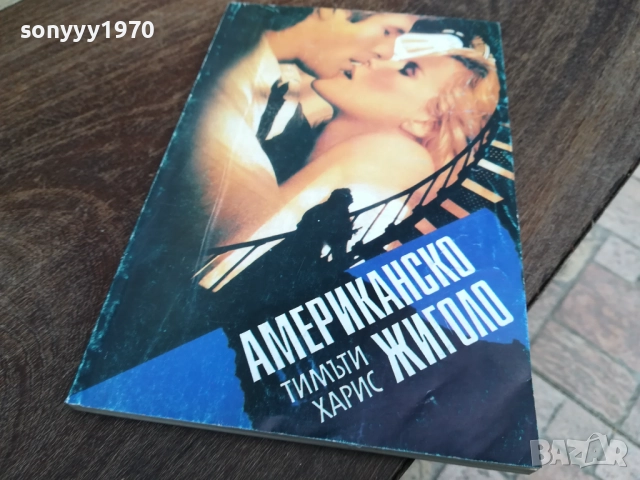 sonyyy1970
АМЕРИКАНСКО
ЖИГОЛО
ТИМЪТИ
ХАРИС
BAZAR